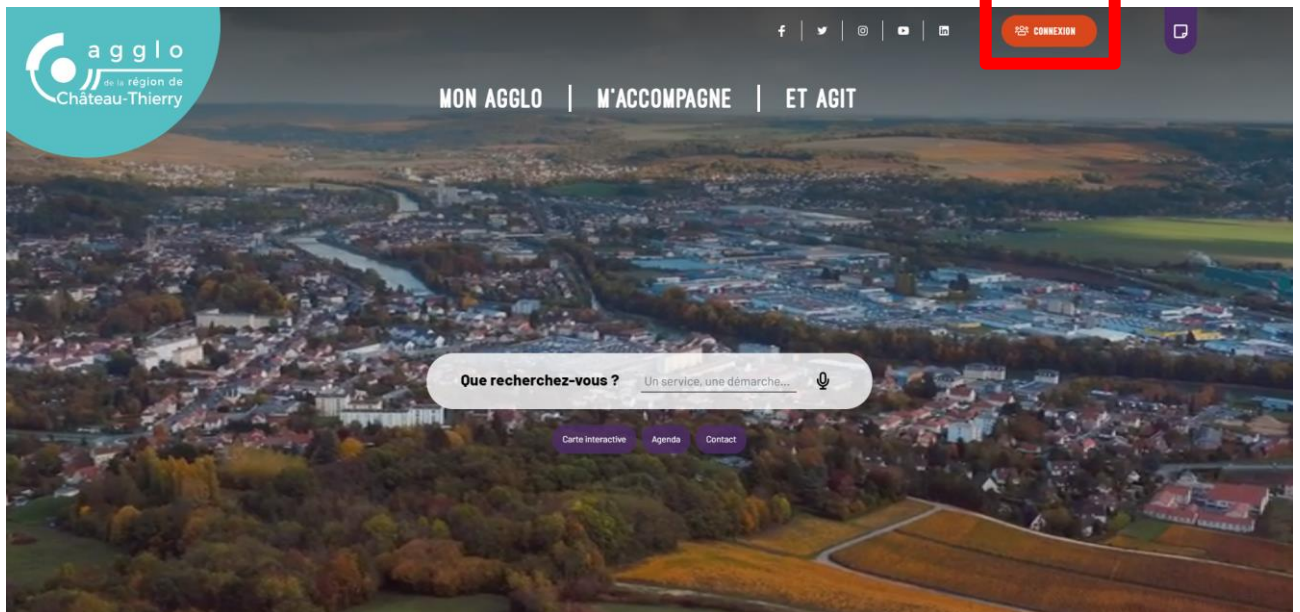 agglo
de la région de
Château-Thierry
CONNEXION
MON AGGLO | M'ACCOMPAGNE | ET AGIT
Que recherchez-vous ? Un service, une démarche...
Carte interactive Agenda Contact